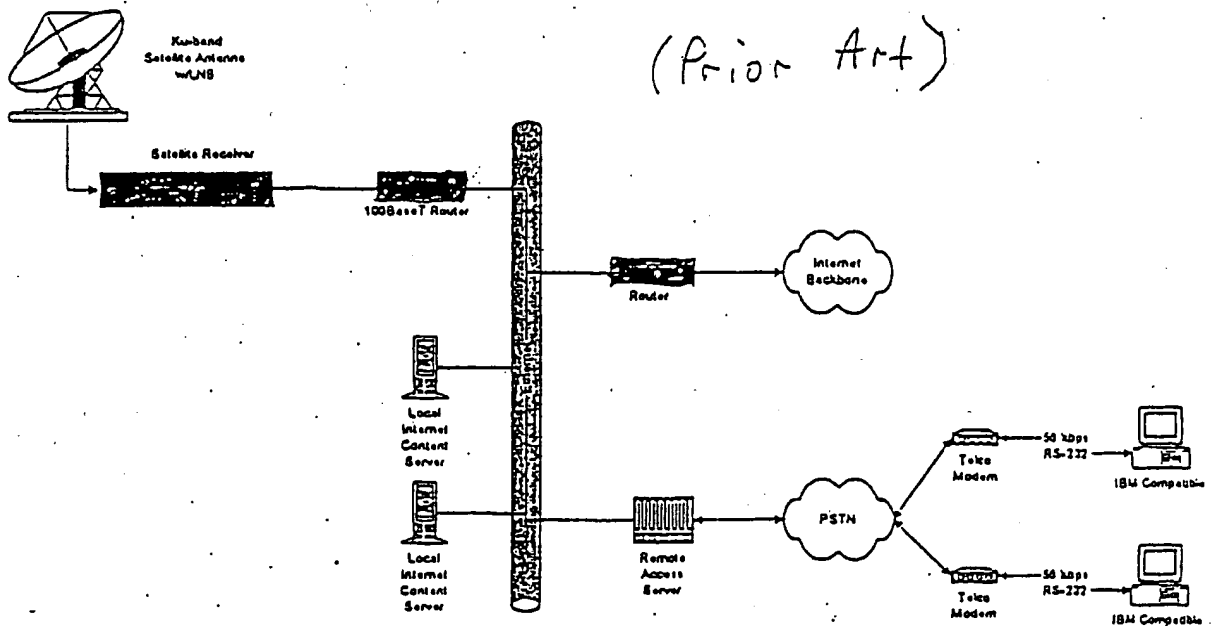 Ku-band
Satellite Antenna
w/LNB
(Prior Art)
Satellite Receiver
100BaseT Router
Internet
Backbone
Router
Local
Internet
Content
Server
Telco
Modem
56 kbps
RS-232
IBM Compatible
PSTN
Local
Internet
Content
Server
Remote
Access
Server
Telco
Modem
56 kbps
RS-232
IBM Compatible